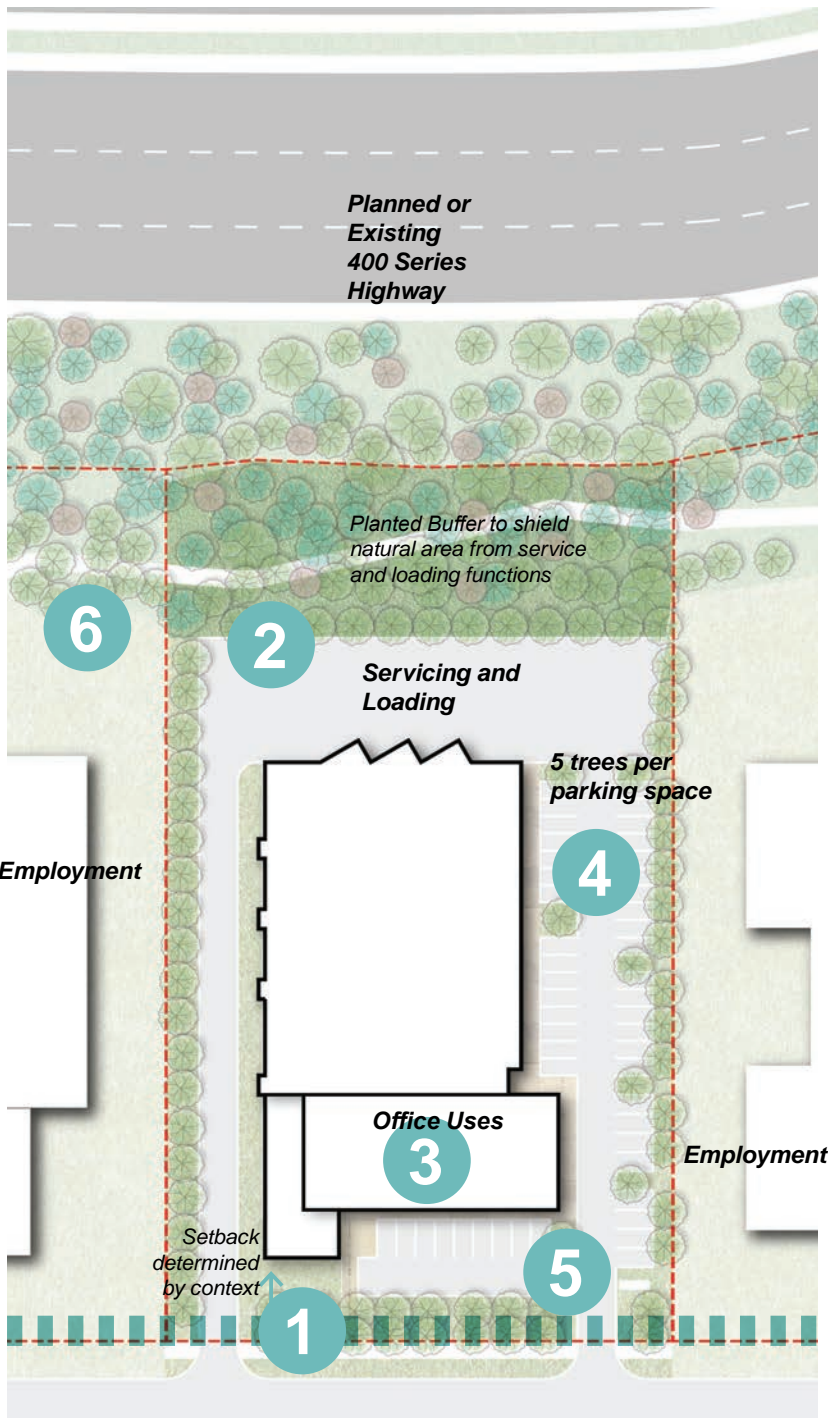 Planned or
Existing
400 Series
Highway
Planted Buffer to shield
natural area from service
and loading functions
6
2
Servicing and
Loading
5 trees per
parking space
4
Employment
Office Uses
3
Employment
Setback
determined
by context
5
1